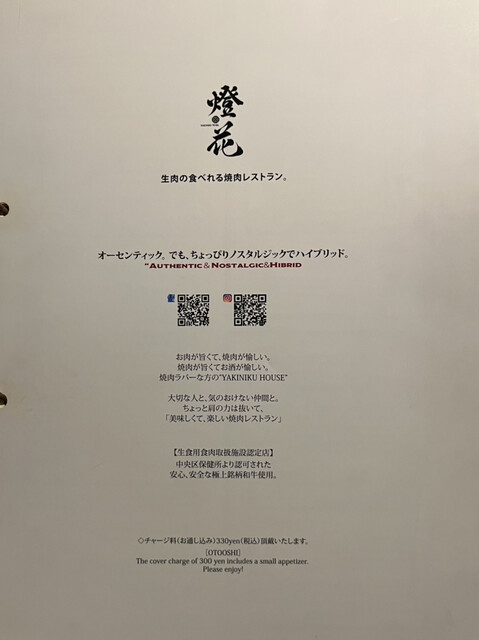 燈花
生肉の食べれる焼肉レストラン。
オーセンティック。でも、ちょっぴりノスタルジックでハイブリッド。
"AUTHENTIC&NOSTALGIC&HIBRID
お肉が旨くて、焼肉が愉しい。
焼肉が旨くてお酒が愉しい。
焼肉ラバーな方の"YAKINIKU HOUSE"
大切な人と、気のおけない仲間と。
ちょっと肩の力は抜いて、
「美味しくて、楽しい焼肉レストラン」
【生食用食肉取扱施設認定店】
中央区保健所より認可された
安心、安全な極上銘柄和牛使用。
◇チャージ料(お通し込み)330yen(税込)頂戴いたします。
[OTOOSHI]
The cover charge of 300 yen includes a small appetizer.
Please enjoy!